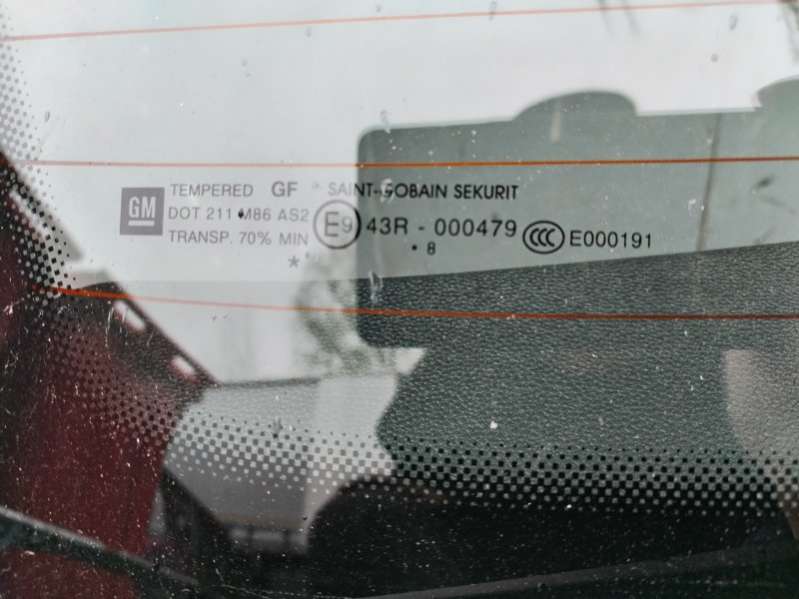 GM
TEMPERED GF SAINT-GOBAIN SEKURIT
DOT 211 M86 AS2 E9 43R - 000479 CCC E000191
TRANSP. 70% MIN
* . 8